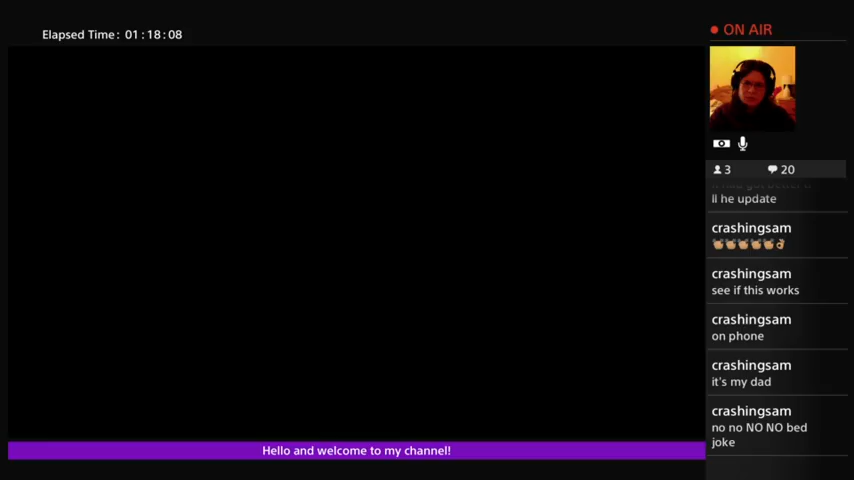 Elapsed Time: 01:18:08
ON AIR
3 20
ll he update
crashingsam
crashingsam
see if this works
crashingsam
on phone
crashingsam
it's my dad
crashingsam
no no NO NO bed
joke
Hello and welcome to my channel!